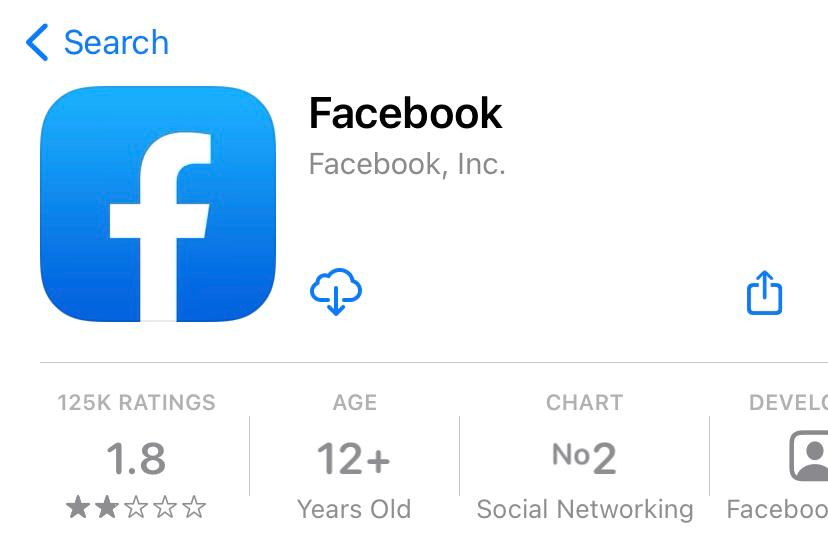 Search
Facebook
Facebook, Inc.
125K RATINGS
AGE
CHART
1.8
12+
No2
Years Old
Social Networking